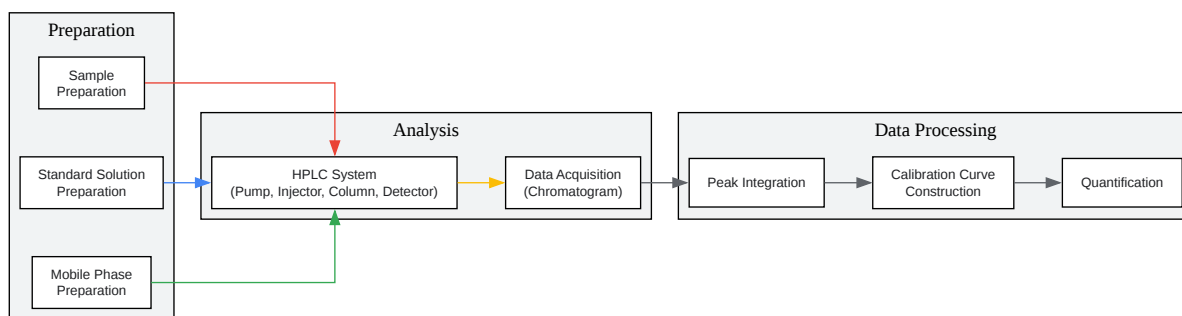 Preparation
Sample
Preparation
Standard Solution
Preparation
Mobile Phase
Preparation
Analysis
HPLC System
(Pump, Injector, Column, Detector)
Data Acquisition
(Chromatogram)
Data Processing
Peak Integration
Calibration Curve
Construction
Quantification